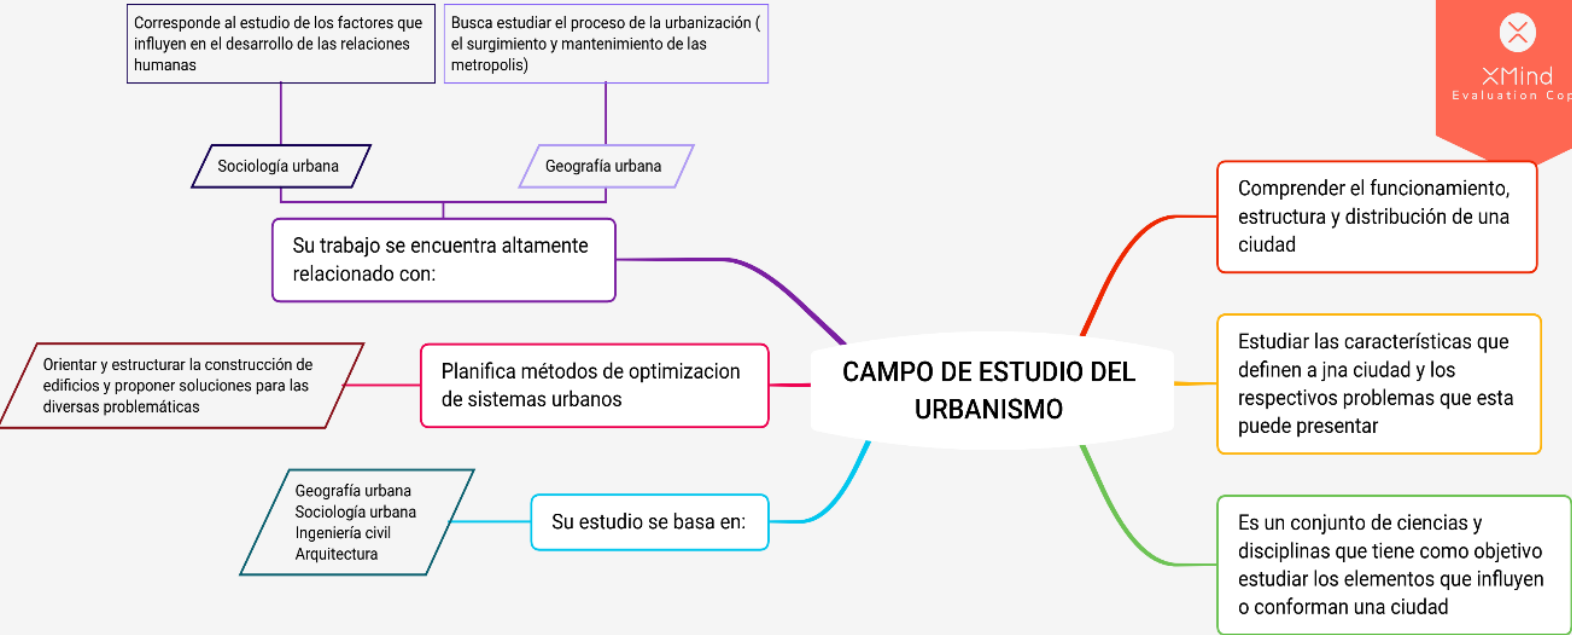 Corresponde al estudio de los factores que
influyen en el desarrollo de las relaciones
humanas
Busca estudiar el proceso de la urbanización (
el surgimiento y mantenimiento de las
metropolis)
XMind
Evaluation Cop
Sociología urbana
Geografía urbana
Su trabajo se encuentra altamente
relacionado con:
Orientar y estructurar la construcción de
edificios y proponer soluciones para las
diversas problemáticas
Planifica métodos de optimizacion
de sistemas urbanos
Geografía urbana
Sociología urbana
Ingeniería civil
Arquitectura
Su estudio se basa en:
CAMPO DE ESTUDIO DEL
URBANISMO
Comprender el funcionamiento,
estructura y distribución de una
ciudad
Estudiar las características que
definen a jna ciudad y los
respectivos problemas que esta
puede presentar
Es un conjunto de ciencias y
disciplinas que tiene como objetivo
estudiar los elementos que influyen
o conforman una ciudad